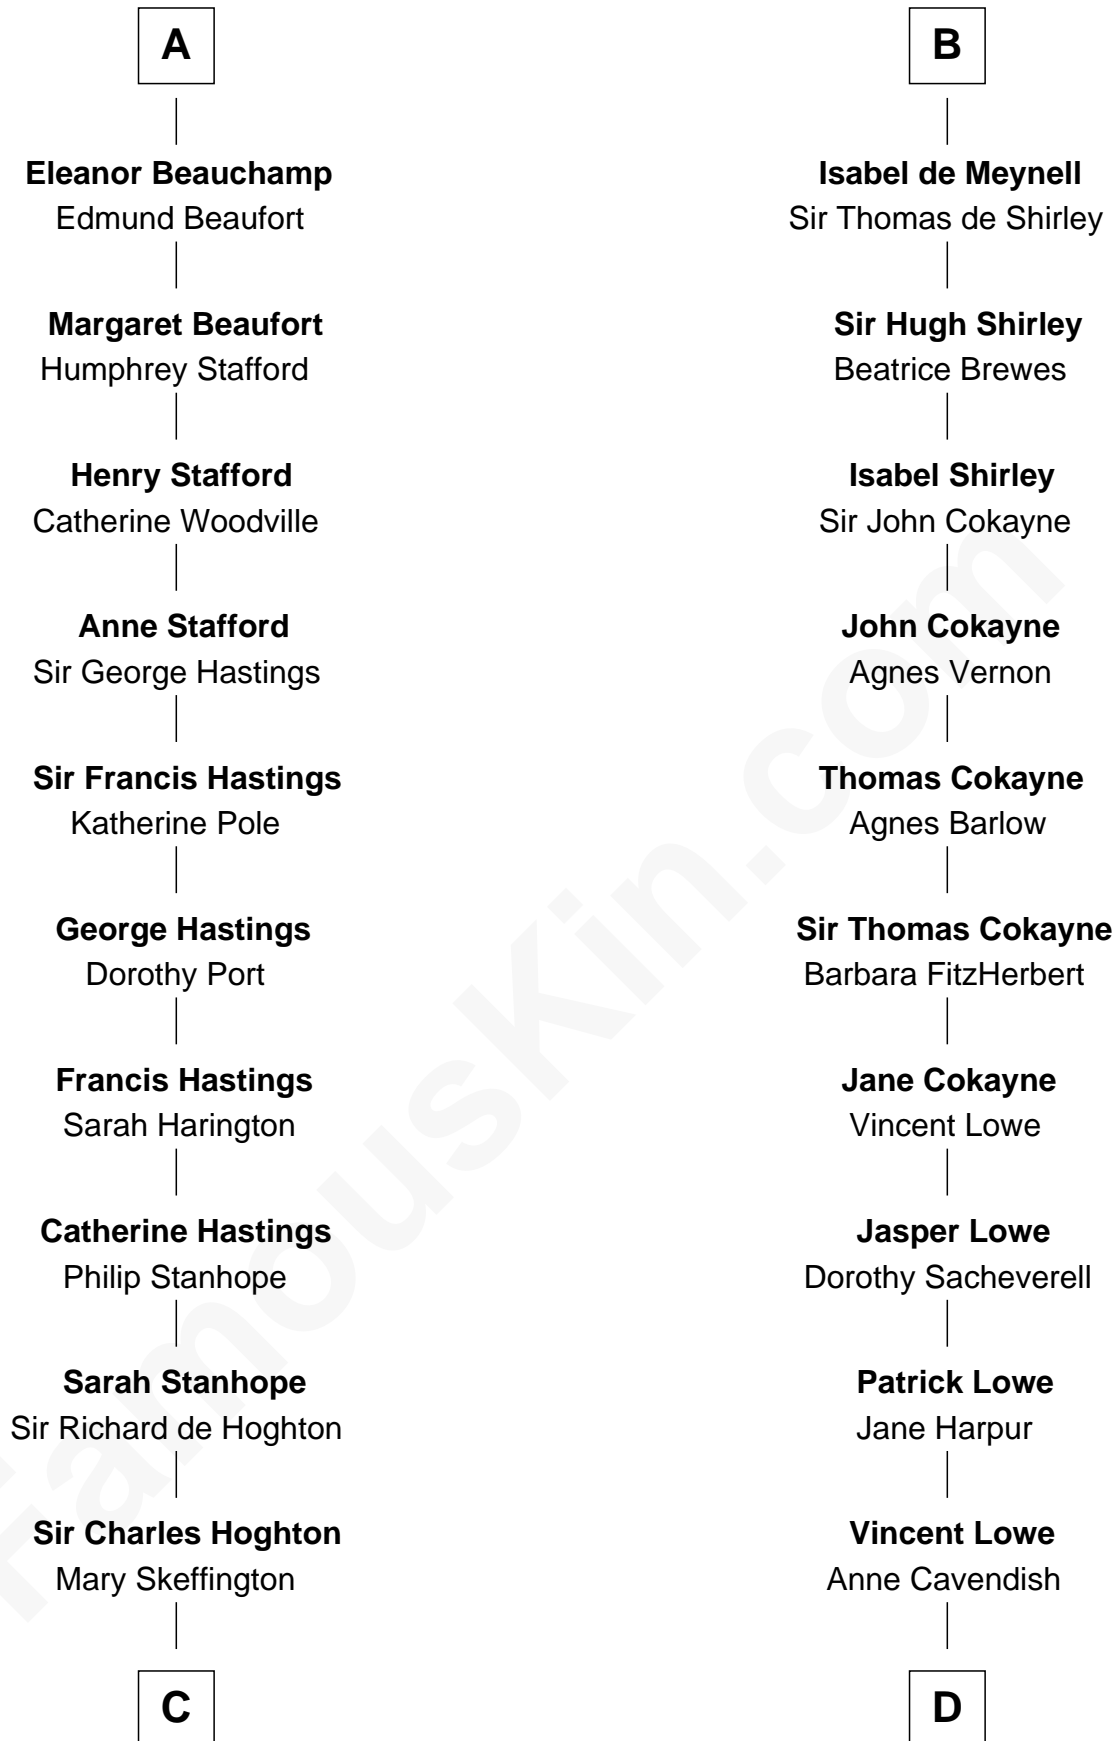 A
Eleanor Beauchamp
Edmund Beaufort
Margaret Beaufort
Humphrey Stafford
Henry Stafford
Catherine Woodville
Anne Stafford
Sir George Hastings
Sir Francis Hastings
Katherine Pole
George Hastings
Dorothy Port
Francis Hastings
Sarah Harington
Catherine Hastings
Philip Stanhope
Sarah Stanhope
Sir Richard de Hoghton
Sir Charles Hoghton
Mary Skeffington
C
B
Isabel de Meynell
Sir Thomas de Shirley
Sir Hugh Shirley
Beatrice Brewes
Isabel Shirley
Sir John Cokayne
John Cokayne
Agnes Vernon
Thomas Cokayne
Agnes Barlow
Sir Thomas Cokayne
Barbara FitzHerbert
Jane Cokayne
Vincent Lowe
Jasper Lowe
Dorothy Sacheverell
Patrick Lowe
Jane Harpur
Vincent Lowe
Anne Cavendish
D
FamousKin.com